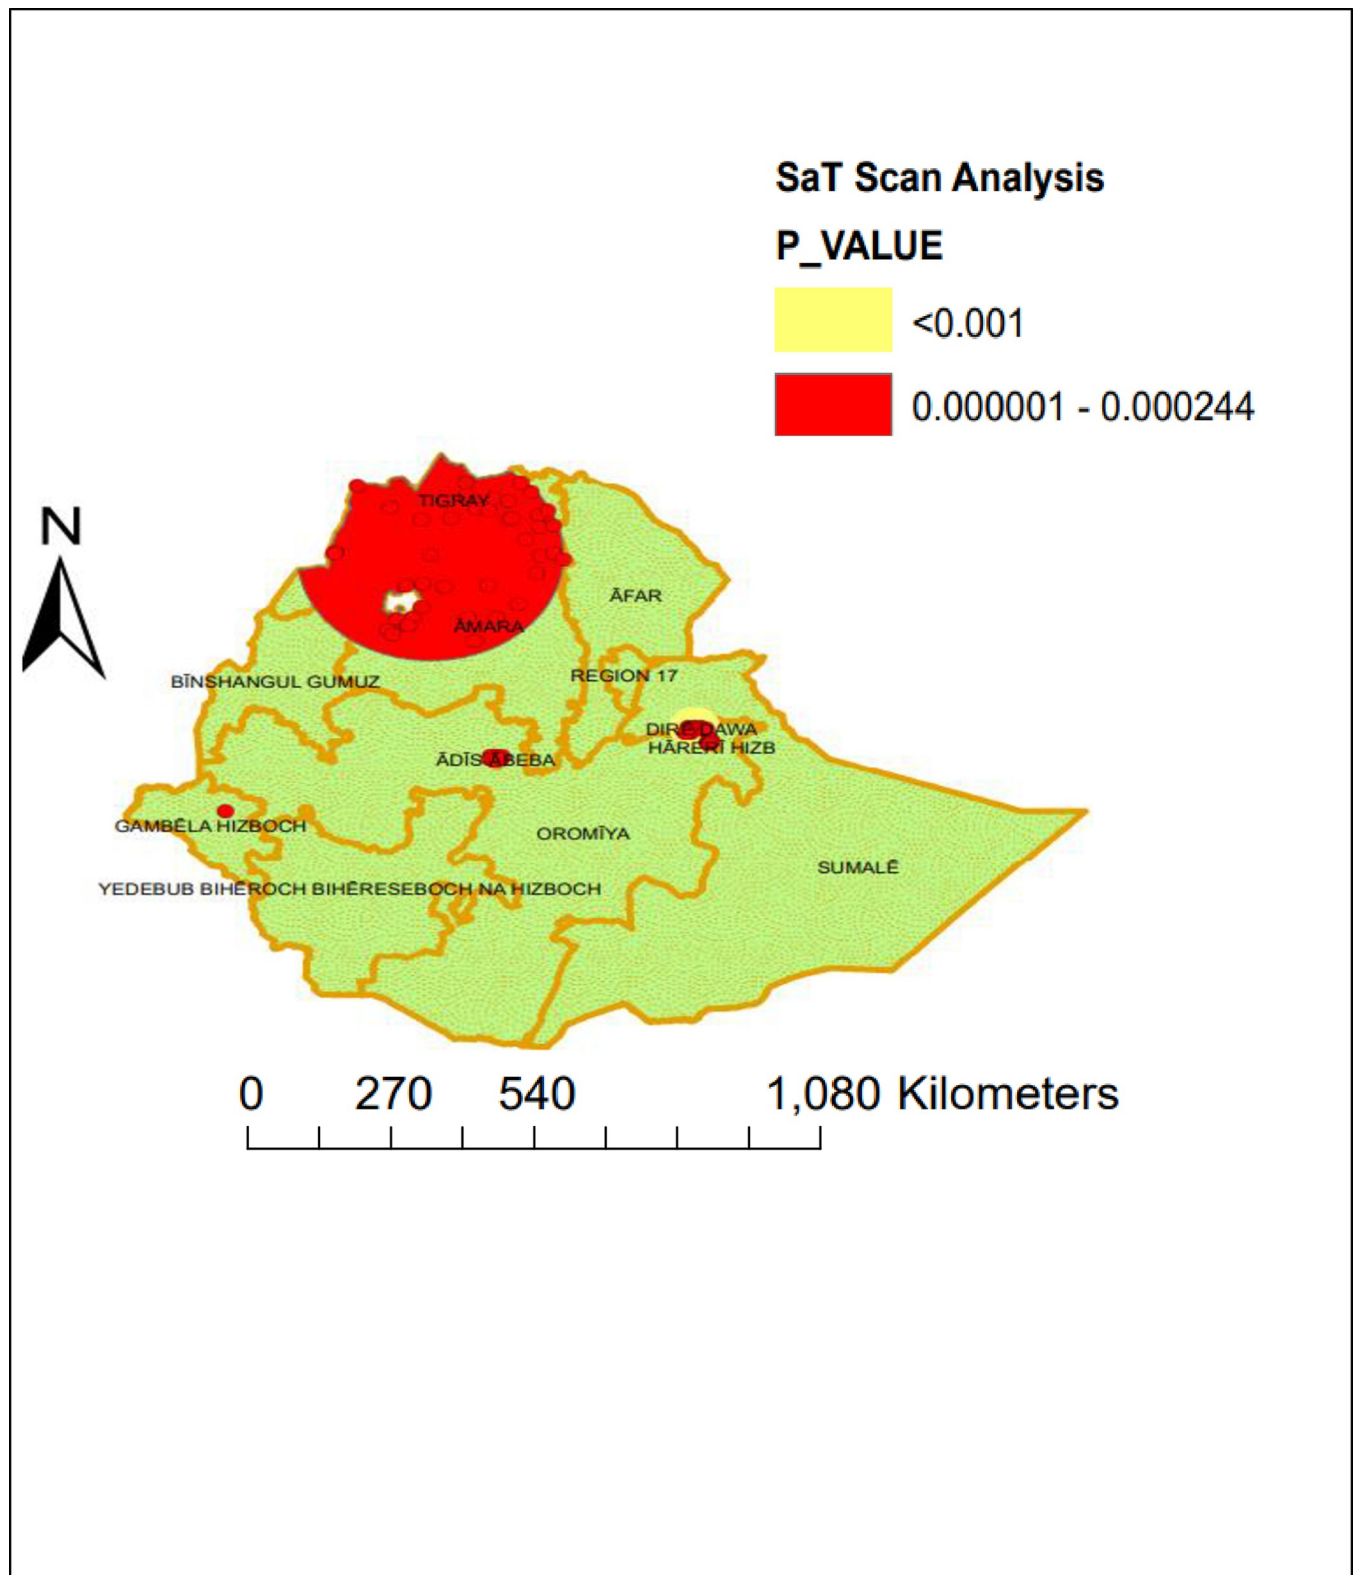 SaT Scan Analysis
P_VALUE
<0.001
0.000001 - 0.000244
N
TIGRAY
ĀFAR
ĀMARA
REGION 17
BĪNSHANGUL GUMUZ
DIRĒ DAWA
HĀRERĪ HIZB
ĀDĪS ĀBEBA
GAMBĒLA HIZBOCH
OROMĪYA
SUMALĒ
YEDEBUB BIHĒROCH BIHĒRESEBOCH NA HIZBOCH
0 270 540 1,080 Kilometers